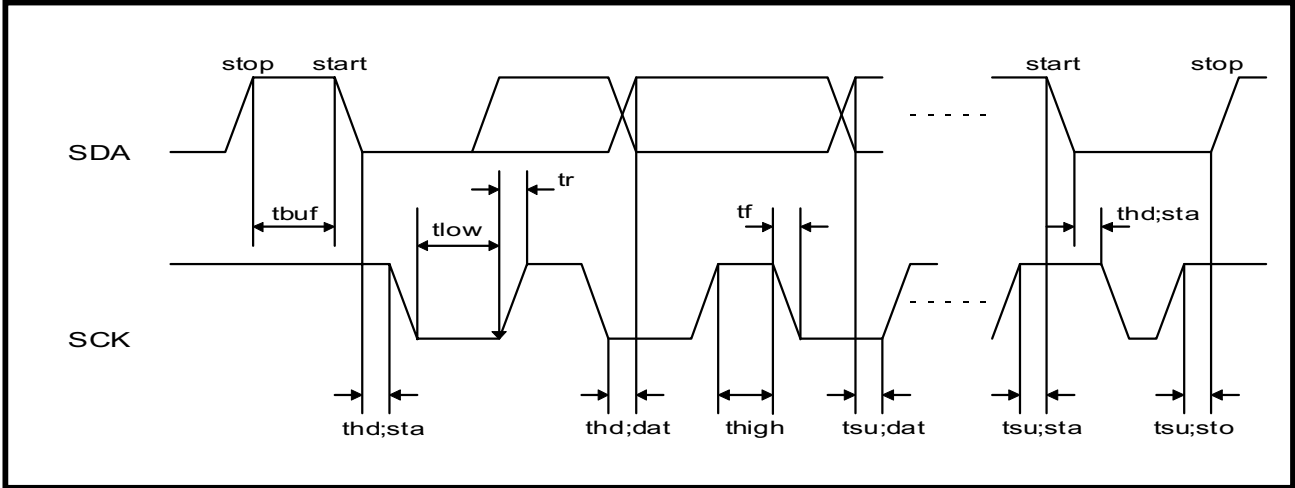 stop start start stop
SDA
tr
tbuf tlow tf thd;sta
SCK
thd;sta thd;dat thigh tsu;dat tsu;sta tsu;sto